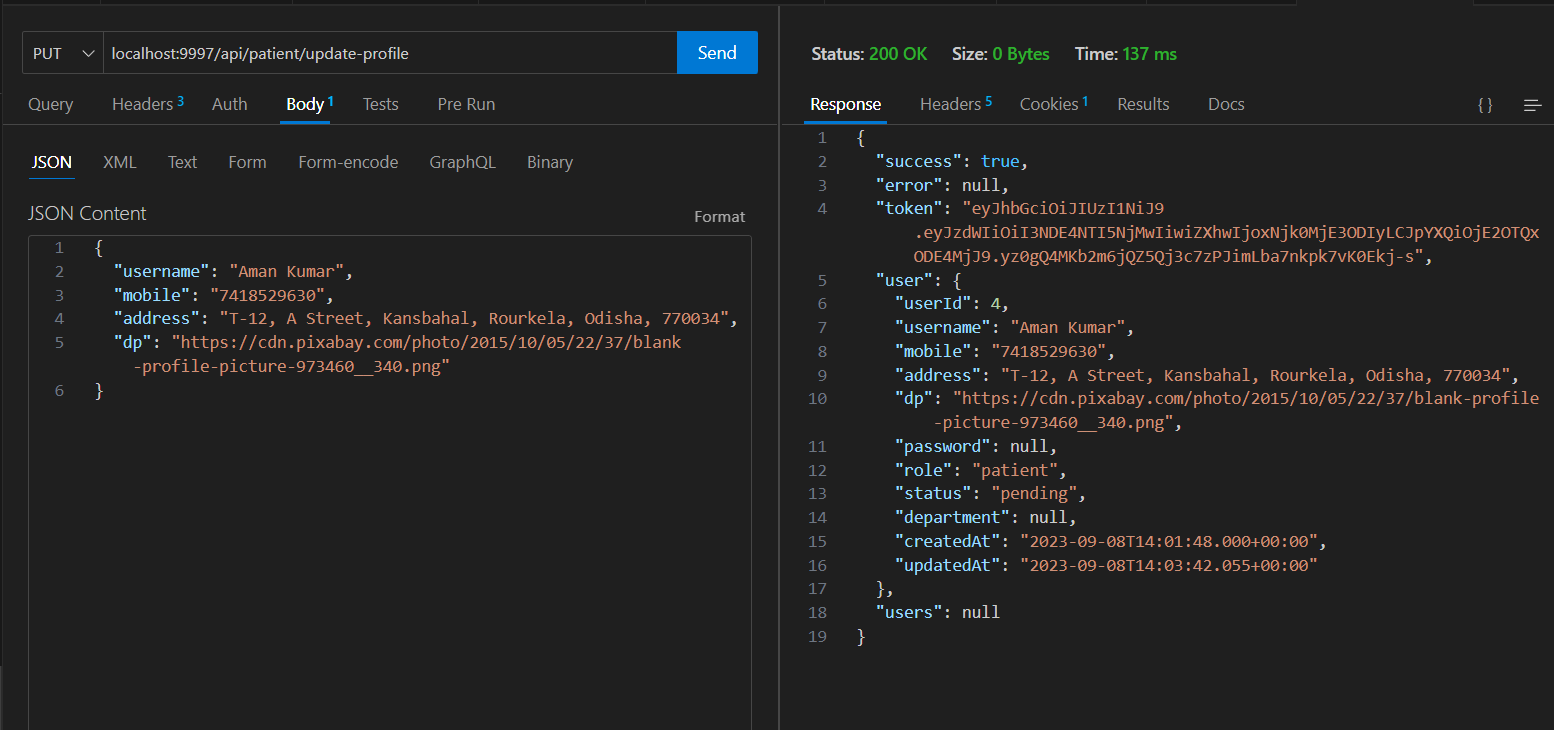 PUT localhost:9997/api/patient/update-profile Send
Query Headers 3 Auth Body 1 Tests Pre Run
JSON XML Text Form Form-encode GraphQL Binary
JSON Content
Format
1 {
2 "username": "Aman Kumar",
3 "mobile": "7418529630",
4 "address": "T-12, A Street, Kansbahal, Rourkela, Odisha, 770034",
5 "dp": "https://cdn.pixabay.com/photo/2015/10/05/22/37/blank
-profile-picture-973460__340.png"
6 }
Status: 200 OK Size: 0 Bytes Time: 137 ms
Response Headers 5 Cookies 1 Results Docs {}
1 {
2 "success": true,
3 "error": null,
4 "token": "eyJhbGciOiJIUzI1NiJ9
.eyJzdWIiOiI3NDE4NTI5NjMwIiwiZXhwIjoxNjk0MjE3ODIyLCJpYXQiOjE2OTQx
ODE4MjJ9.yz0gQ4MKb2m6jQZ5Qj3c7zPJimLba7nkpk7vK0Ekj-s",
5 "user": {
6 "userId": 4,
7 "username": "Aman Kumar",
8 "mobile": "7418529630",
9 "address": "T-12, A Street, Kansbahal, Rourkela, Odisha, 770034",
10 "dp": "https://cdn.pixabay.com/photo/2015/10/05/22/37/blank-profile
-picture-973460__340.png",
11 "password": null,
12 "role": "patient",
13 "status": "pending",
14 "department": null,
15 "createdAt": "2023-09-08T14:01:48.000+00:00",
16 "updatedAt": "2023-09-08T14:03:42.055+00:00"
17 },
18 "users": null
19 }